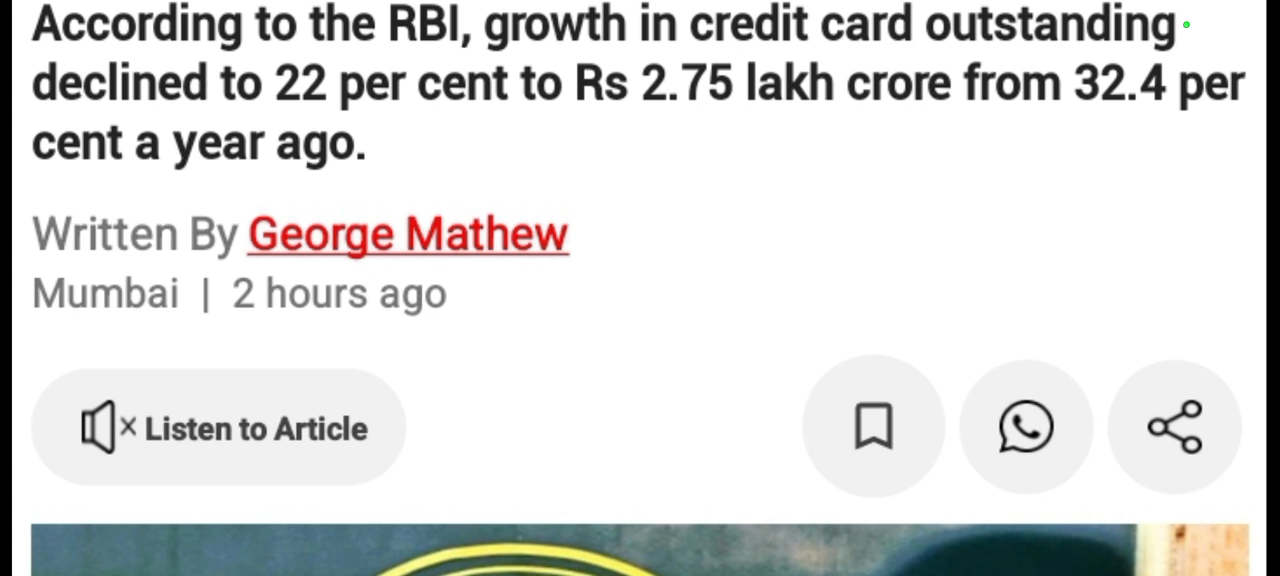 According to the RBI, growth in credit card outstanding
declined to 22 per cent to Rs 2.75 lakh crore from 32.4 per
cent a year ago.
Written By George Mathew
Mumbai | 2 hours ago
Listen to Article